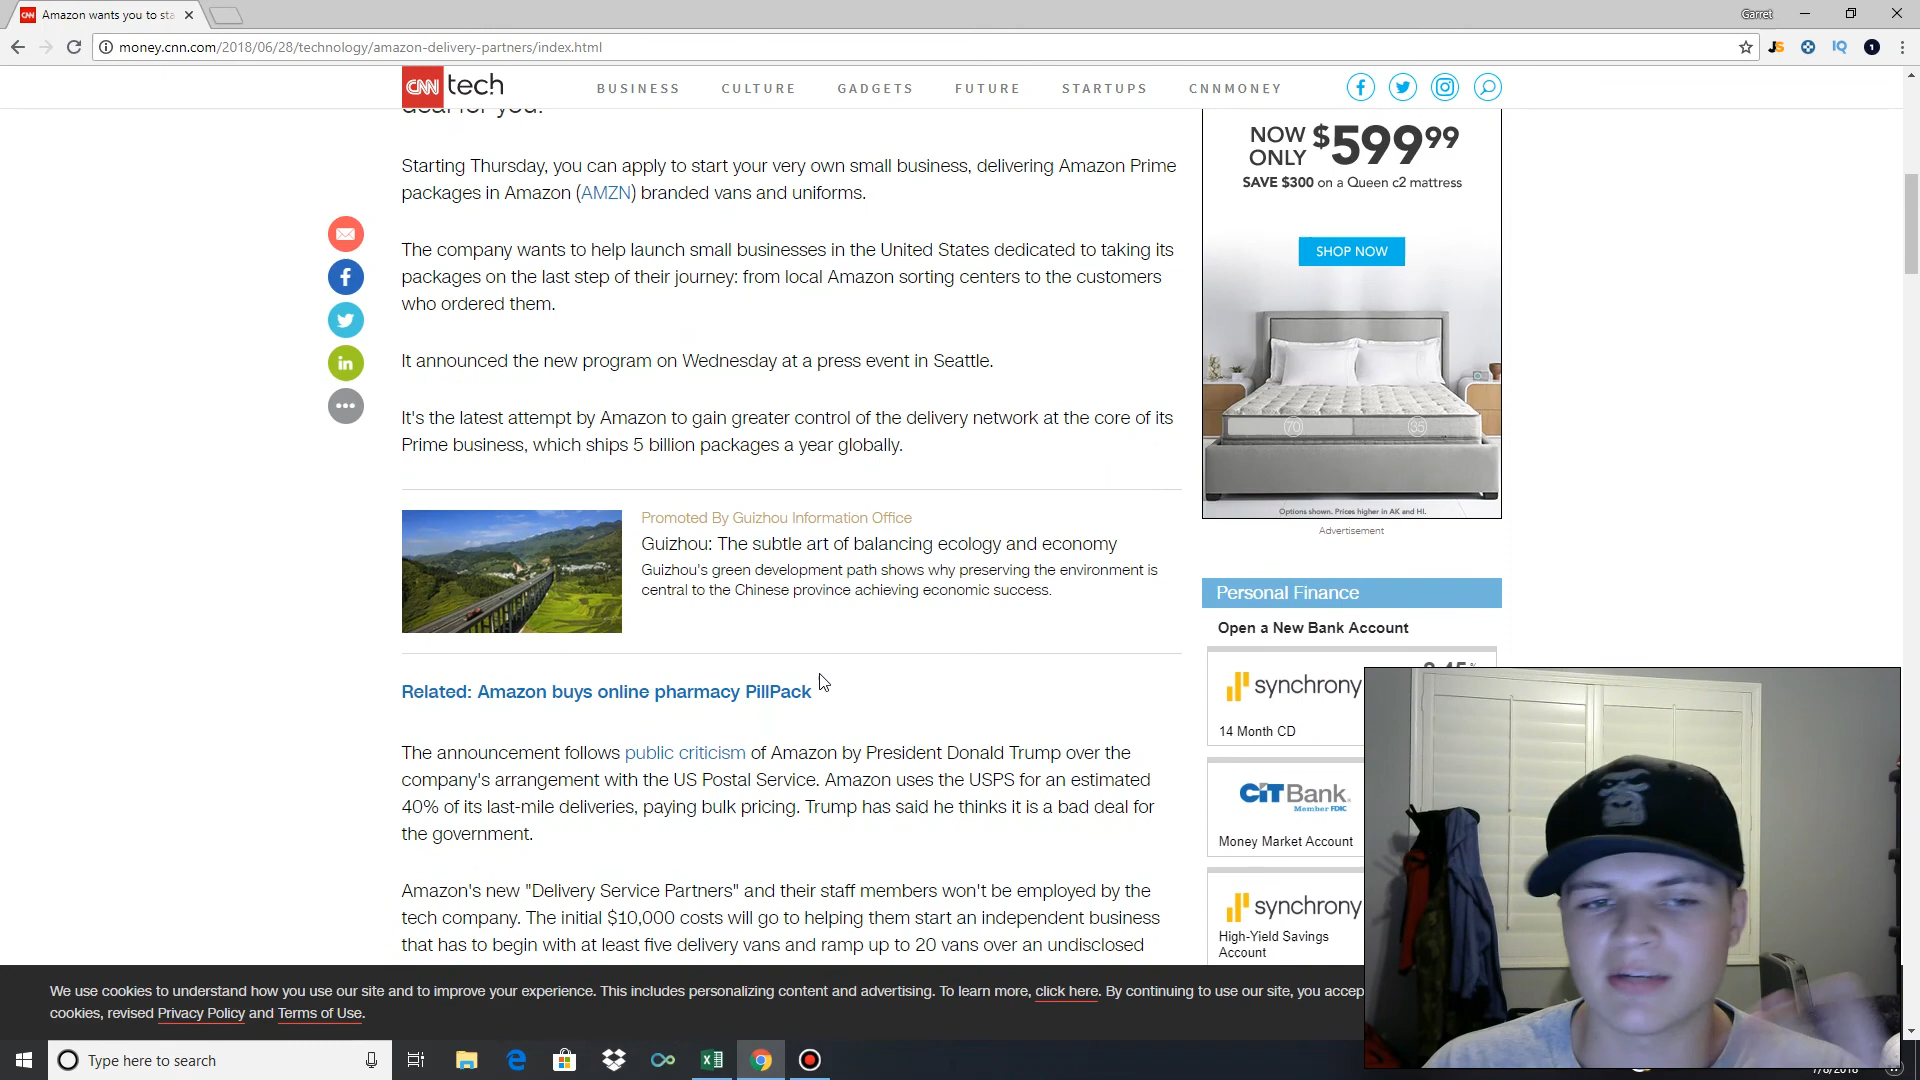 Amazon wants you to sta
Garret
money.cnn.com/2018/06/28/technology/amazon-delivery-partners/index.html
CNN tech
BUSINESS CULTURE GADGETS FUTURE STARTUPS CNNMONEY
deal for you.
Starting Thursday, you can apply to start your very own small business, delivering Amazon Prime
packages in Amazon (AMZN) branded vans and uniforms.
The company wants to help launch small businesses in the United States dedicated to taking its
packages on the last step of their journey: from local Amazon sorting centers to the customers
who ordered them.
It announced the new program on Wednesday at a press event in Seattle.
It's the latest attempt by Amazon to gain greater control of the delivery network at the core of its
Prime business, which ships 5 billion packages a year globally.
Promoted By Guizhou Information Office
Guizhou: The subtle art of balancing ecology and economy
Guizhou's green development path shows why preserving the environment is
central to the Chinese province achieving economic success.
Related: Amazon buys online pharmacy PillPack
The announcement follows public criticism of Amazon by President Donald Trump over the
company's arrangement with the US Postal Service. Amazon uses the USPS for an estimated
40% of its last-mile deliveries, paying bulk pricing. Trump has said he thinks it is a bad deal for
the government.
Amazon's new "Delivery Service Partners" and their staff members won't be employed by the
tech company. The initial $10,000 costs will go to helping them start an independent business
that has to begin with at least five delivery vans and ramp up to 20 vans over an undisclosed
NOW
ONLY $599.99
SAVE $300 on a Queen c2 mattress
SHOP NOW
70 35
Options shown. Prices higher in AK and HI.
Advertisement
Personal Finance
Open a New Bank Account
synchrony
14 Month CD
CiTBank
Member FDIC
Money Market Account
synchrony
High-Yield Savings
Account
We use cookies to understand how you use our site and to improve your experience. This includes personalizing content and advertising. To learn more, click here. By continuing to use our site, you accep
cookies, revised Privacy Policy and Terms of Use.
Type here to search